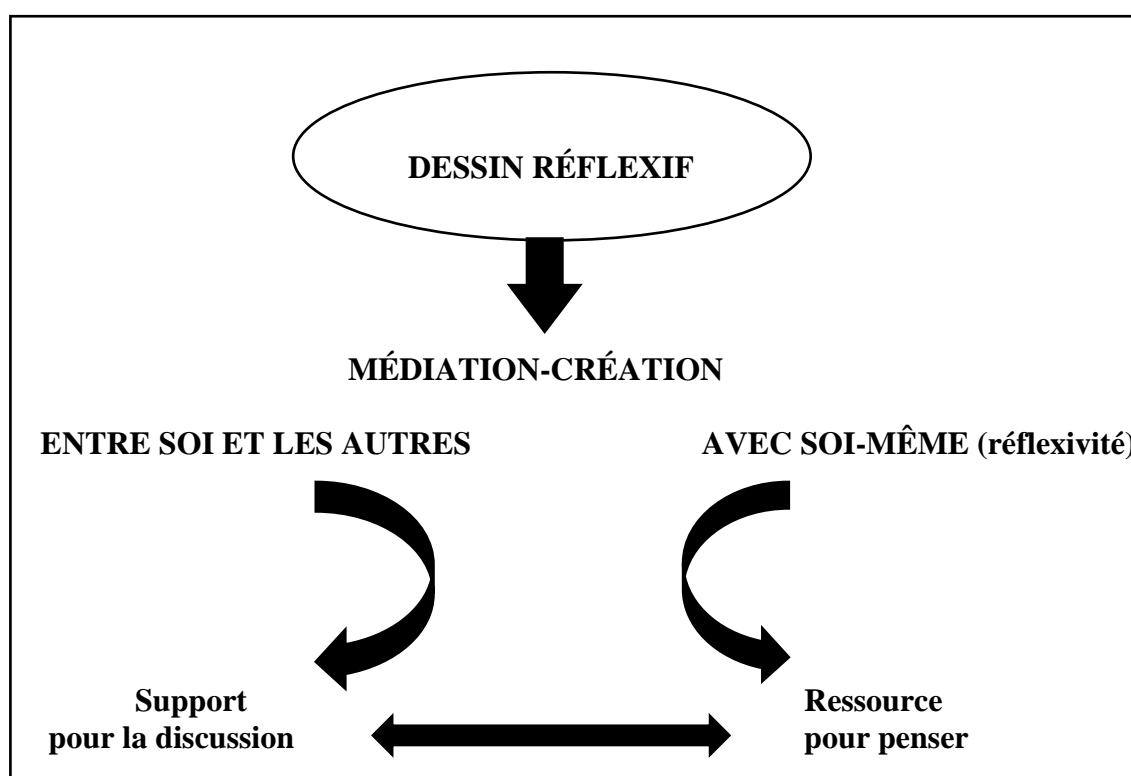 DESSIN RÉFLEXIF
MÉDIATION-CRÉATION
ENTRE SOI ET LES AUTRES
AVEC SOI-MÊME (réflexivité)
Support
pour la discussion
Ressource
pour penser